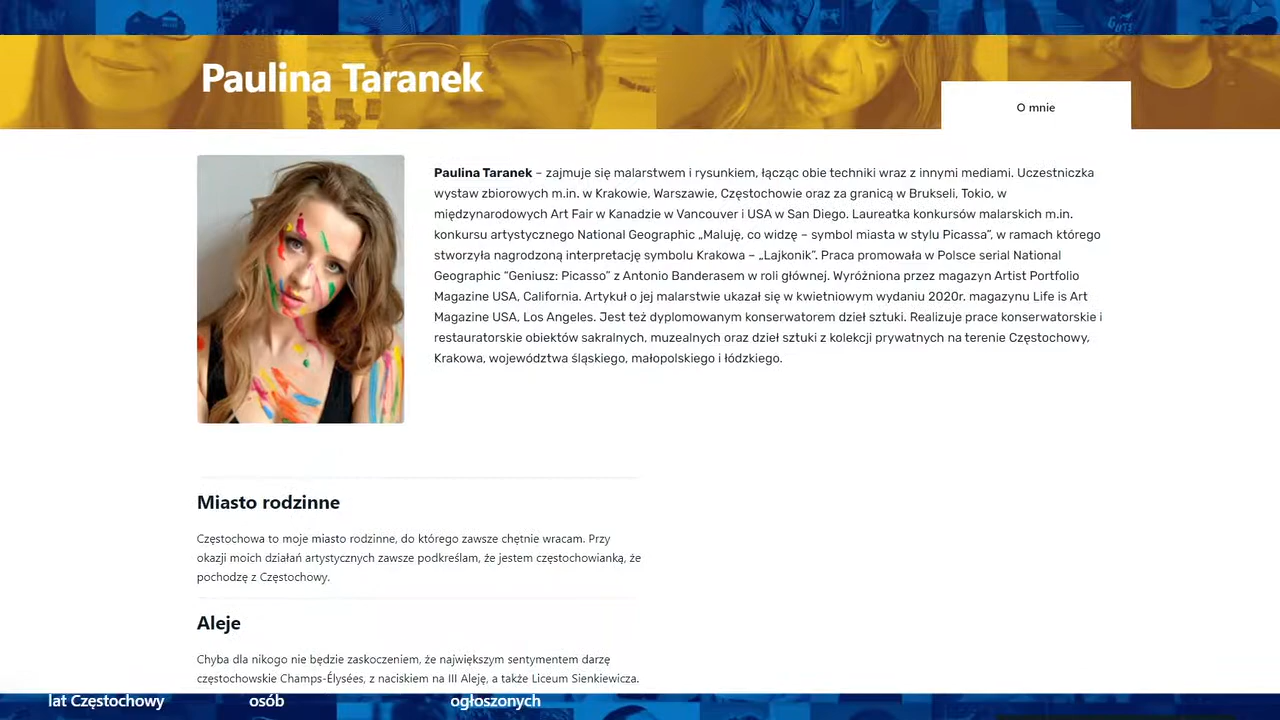 Paulina Taranek
O mnie
Paulina Taranek – zajmuje się malarstwem i rysunkiem, łącząc obie techniki wraz z innymi mediami. Uczestniczka
wystaw zbiorowych m.in. w Krakowie, Warszawie, Częstochowie oraz za granicą w Brukseli, Tokio, w
międzynarodowych Art Fair w Kanadzie w Vancouver i USA w San Diego. Laureatka konkursów malarskich m.in.
konkursu artystycznego National Geographic „Maluję, co widzę – symbol miasta w stylu Picassa”, w ramach którego
stworzyła nagrodzoną interpretację symbolu Krakowa – „Lajkonik”. Praca promowała w Polsce serial National
Geographic “Geniusz: Picasso” z Antonio Banderasem w roli głównej. Wyróżniona przez magazyn Artist Portfolio
Magazine USA, California. Artykuł o jej malarstwie ukazał się w kwietniowym wydaniu 2020r. magazynu Life is Art
Magazine USA, Los Angeles. Jest też dyplomowanym konserwatorem dzieł sztuki. Realizuje prace konserwatorskie i
restauratorskie obiektów sakralnych, muzealnych oraz dzieł sztuki z kolekcji prywatnych na terenie Częstochowy,
Krakowa, województwa śląskiego, małopolskiego i łódzkiego.
Miasto rodzinne
Częstochowa to moje miasto rodzinne, do którego zawsze chętnie wracam. Przy
okazji moich działań artystycznych zawsze podkreślam, że jestem częstochowianką, że
pochodzę z Częstochowy.
Aleje
Chyba dla nikogo nie będzie zaskoczeniem, że największym sentymentem darzę
częstochowskie Champs-Élysées, z naciskiem na III Aleję, a także Liceum Sienkiewicza.
lat Częstochowy osób ogłoszonych